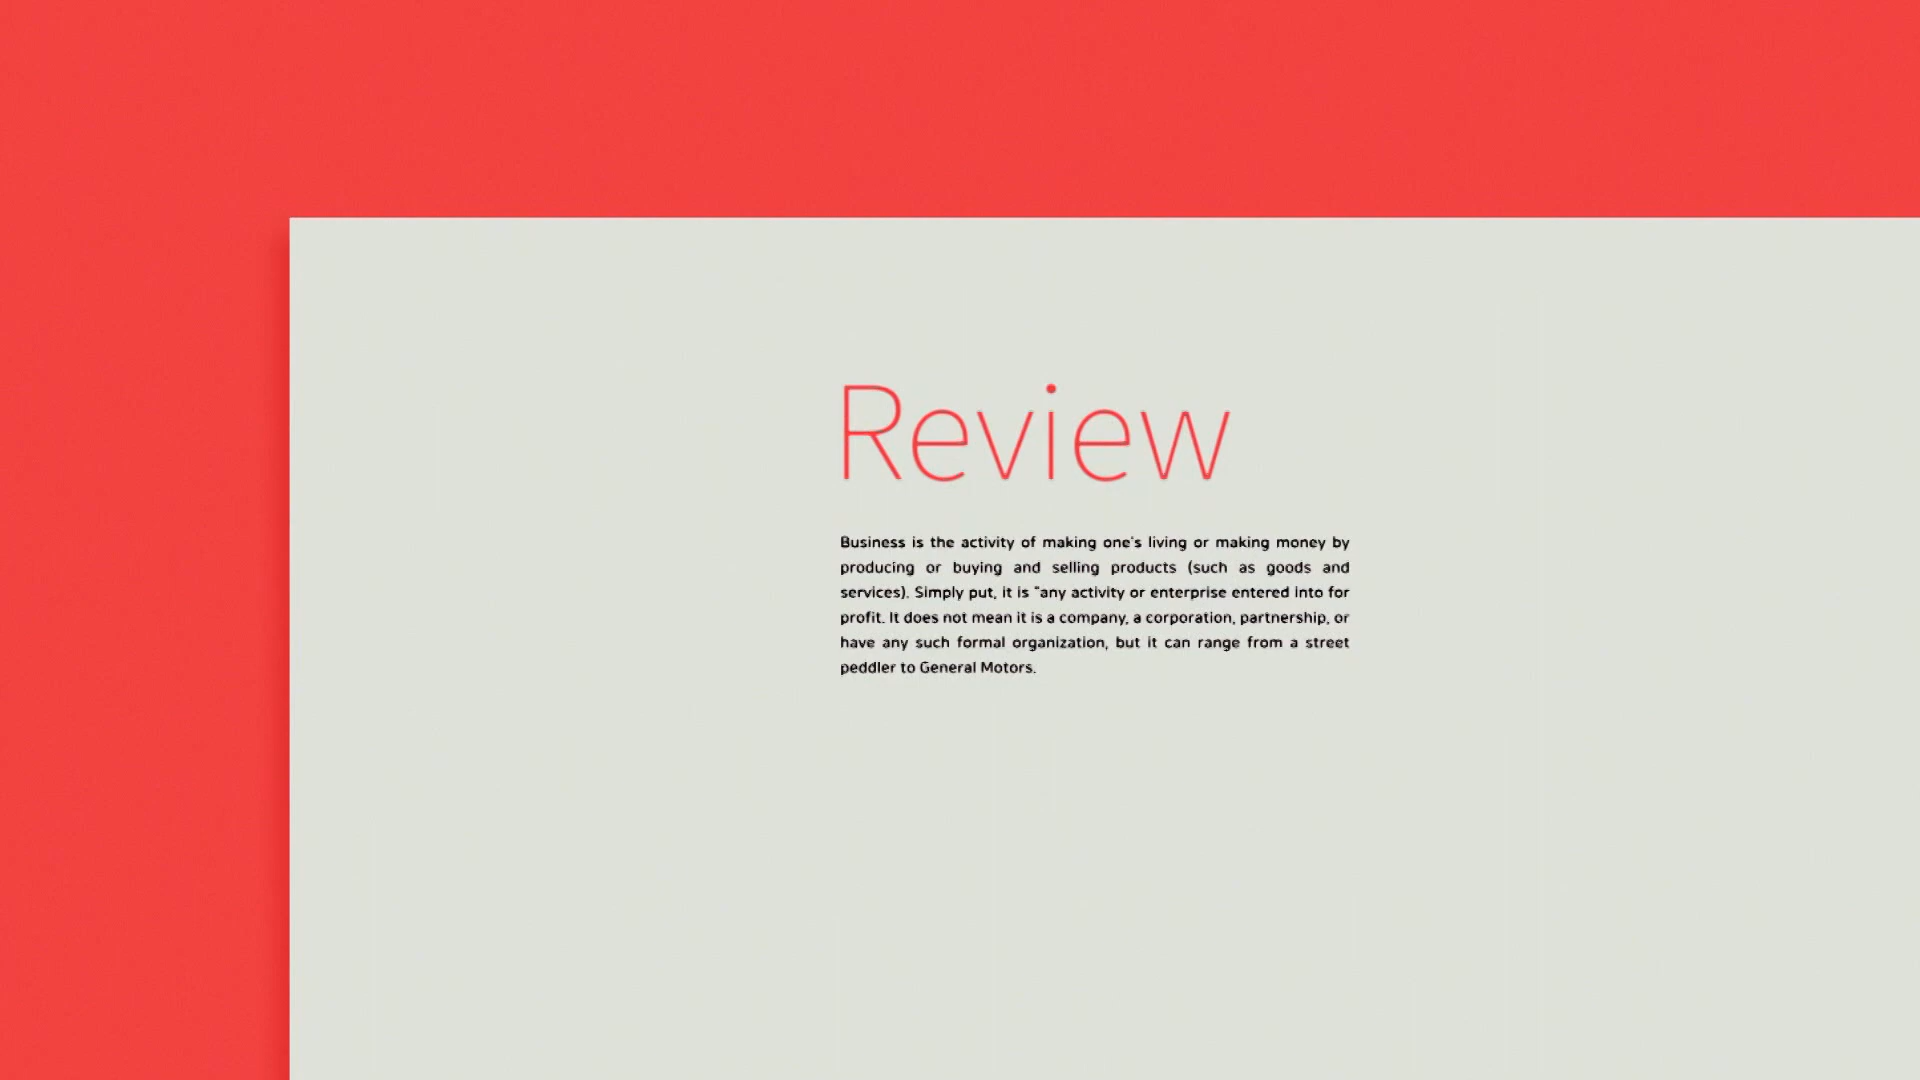 Review
Business is the activity of making one's living or making money by
producing or buying and selling products (such as goods and
services). Simply put, it is "any activity or enterprise entered into for
profit. It does not mean it is a company, a corporation, partnership, or
have any such formal organization, but it can range from a street
peddler to General Motors.